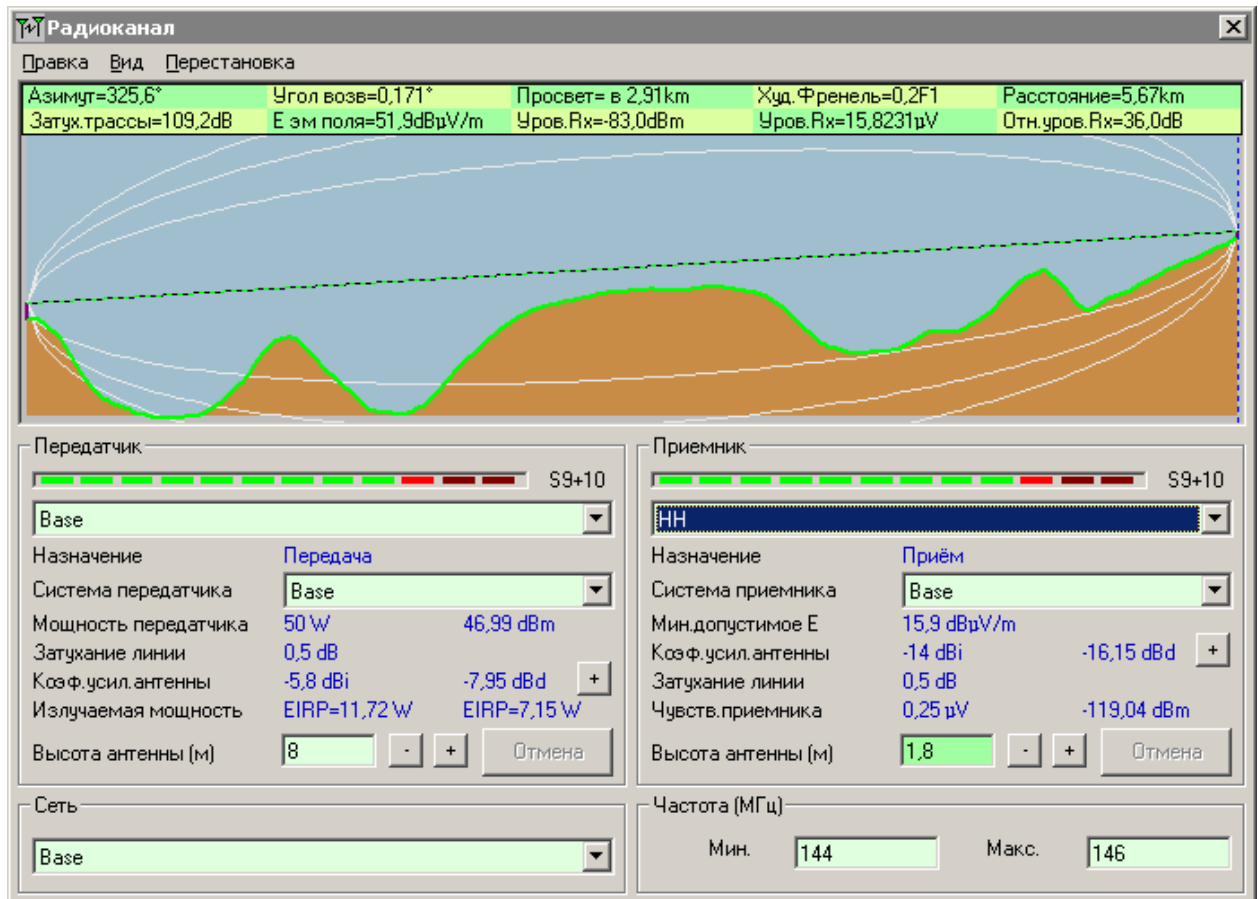 Радиоканал
Правка Вид Перестановка
Азимут=325,6° Угол возв=0,171° Просвет= в 2,91km Худ.Френель=0,2F1 Расстояние=5,67km
Затух.трассы=109,2dB E эм поля=51,9dBµV/m Уров.Rx=-83,0dBm Уров.Rx=15,8231µV Отн.уров.Rx=36,0dB
Передатчик
S9+10
Base
Назначение Передача
Система передатчика Base
Мощность передатчика 50 W 46,99 dBm
Затухание линии 0,5 dB
Коэф.усил.антенны -5,8 dBi -7,95 dBd +
Излучаемая мощность EIRP=11,72 W EIRP=7,15 W
Высота антенны (м) 8 - + Отмена
Приемник
S9+10
HH
Назначение Приём
Система приемника Base
Мин.допустимое E 15,9 dBµV/m
Коэф.усил.антенны -14 dBi -16,15 dBd +
Затухание линии 0,5 dB
Чувств.приемника 0,25 µV -119,04 dBm
Высота антенны (м) 1,8 - + Отмена
Сеть
Base
Частота (МГц)
Мин. 144 Макс. 146